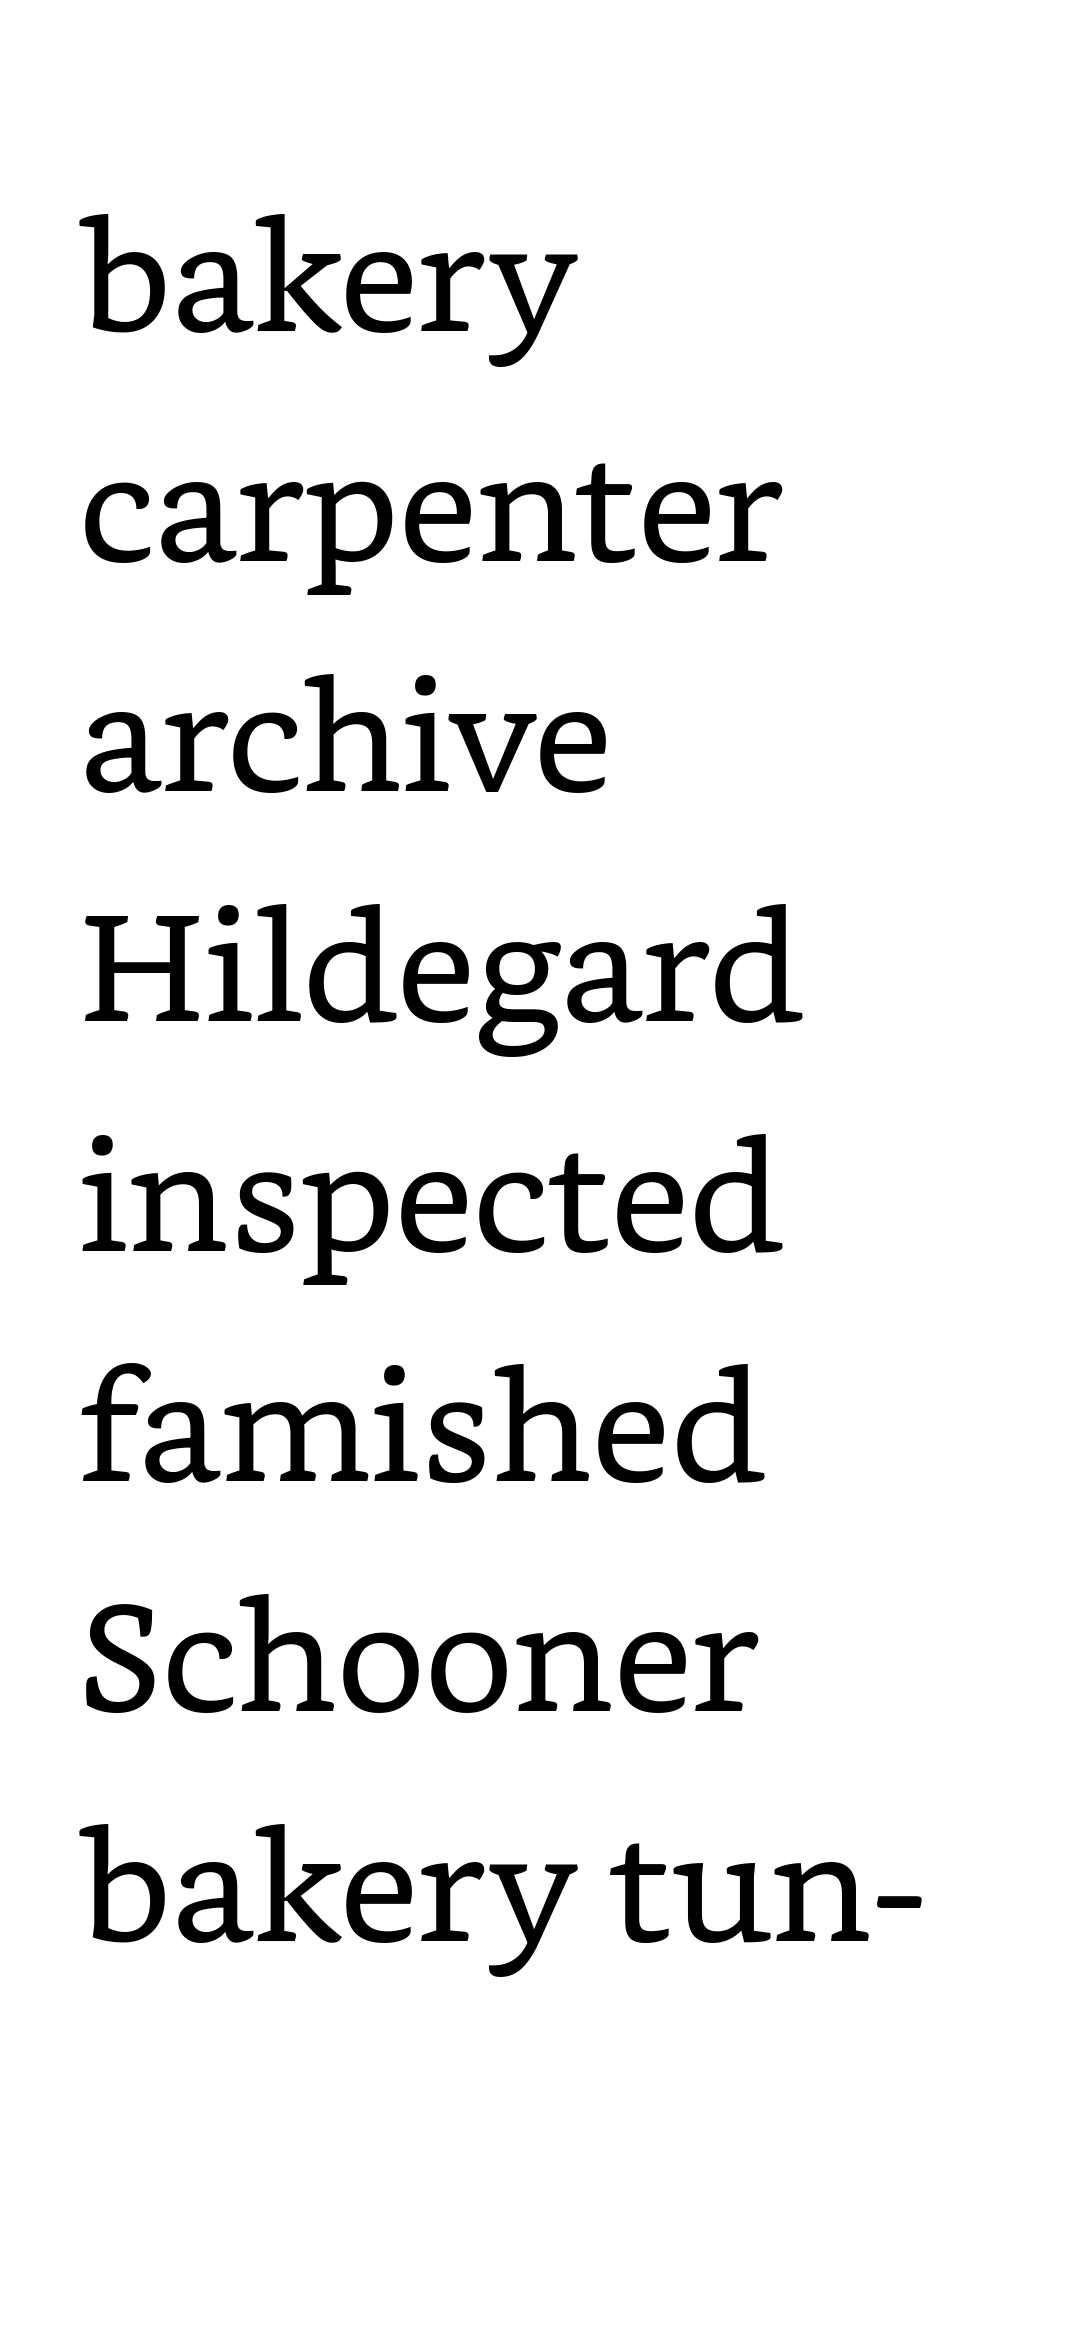 bakery
carpenter
archive
Hildegard
inspected
famished
Schooner
bakery tun-